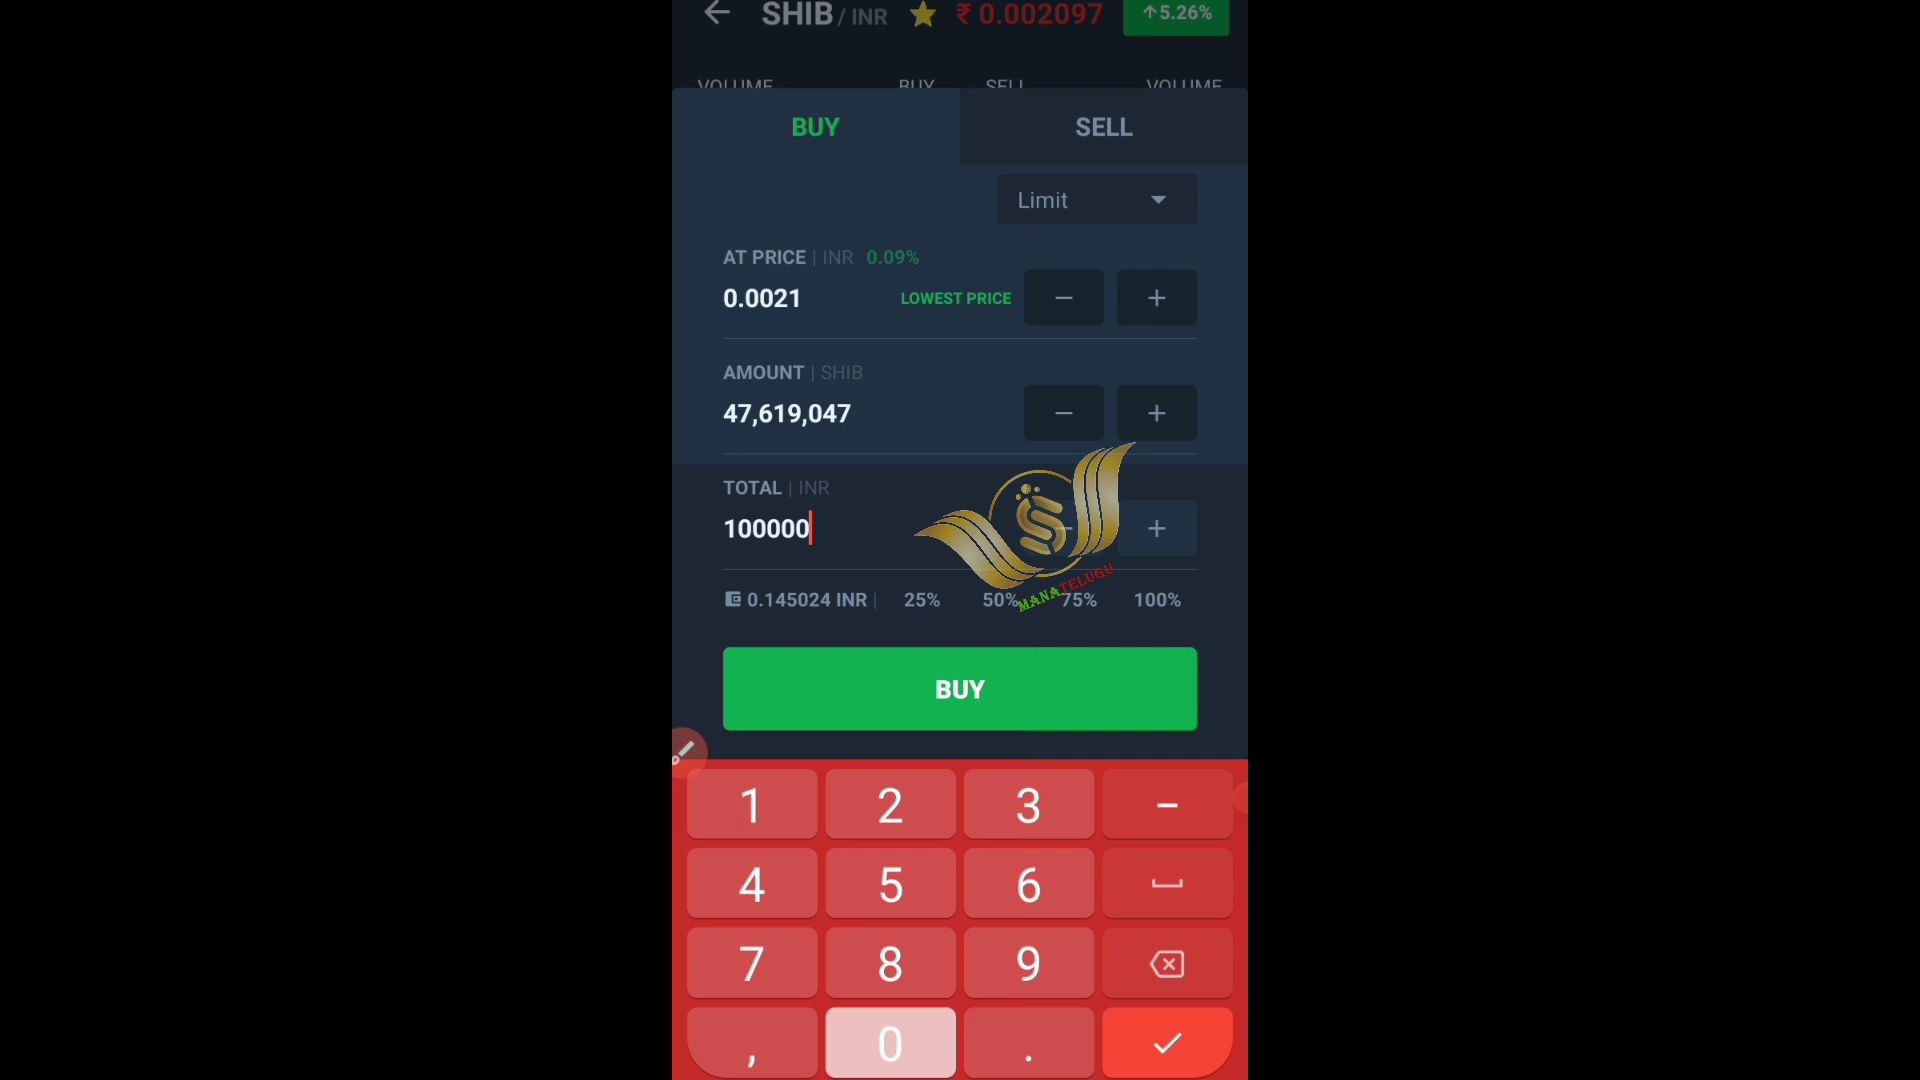 SHIB / INR ₹ 0.002097 ↑5.26%
VOLUME BUY SELL VOLUME
BUY SELL
Limit
AT PRICE | INR 0.09%
0.0021 LOWEST PRICE − +
AMOUNT | SHIB
47,619,047 − +
TOTAL | INR
100000 − +
MANATELUGU
0.145024 INR | 25% 50% 75% 100%
BUY
1 2 3 −
4 5 6
7 8 9
, 0 .